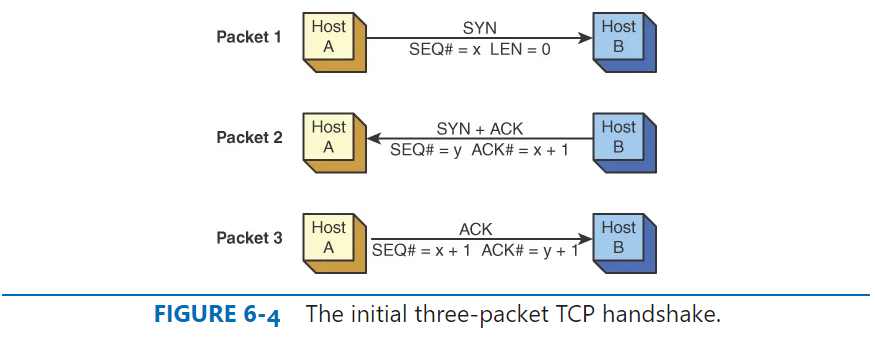 Packet 1
Host A
SYN
SEQ# = x LEN = 0
Host B
Packet 2
Host A
SYN + ACK
SEQ# = y ACK# = x + 1
Host B
Packet 3
Host A
ACK
SEQ# = x + 1 ACK# = y + 1
Host B
FIGURE 6-4 The initial three-packet TCP handshake.